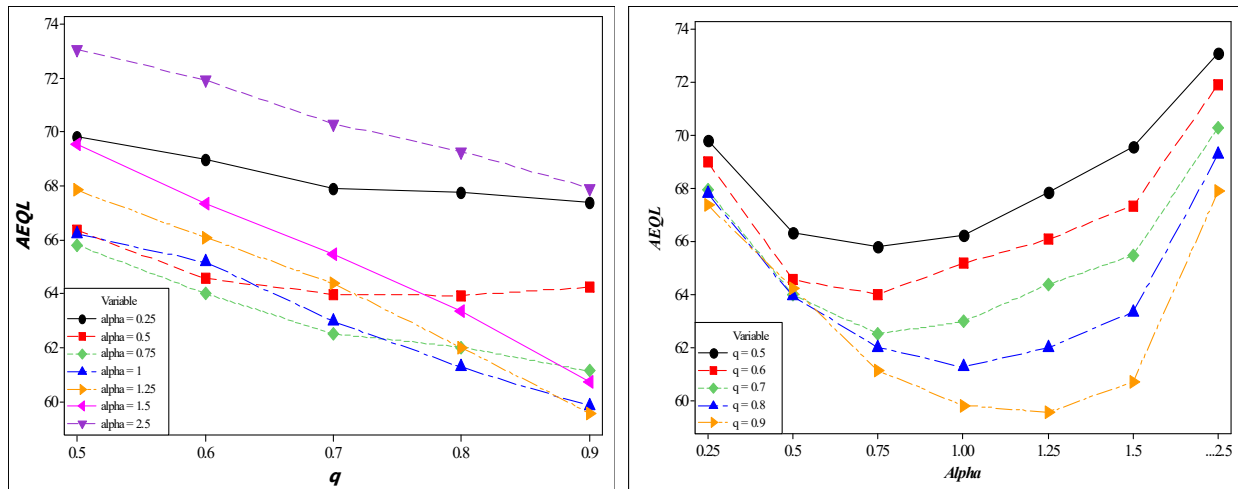 74
72
70
68
66
64
62
60
AEQL
Variable
alpha = 0.25
alpha = 0.5
alpha = 0.75
alpha = 1
alpha = 1.25
alpha = 1.5
alpha = 2.5
0.5 0.6 0.7 0.8 0.9
q
74
72
70
68
66
64
62
60
AEQL
Variable
q = 0.5
q = 0.6
q = 0.7
q = 0.8
q = 0.9
0.25 0.5 0.75 1.00 1.25 1.5 ...2.5
Alpha